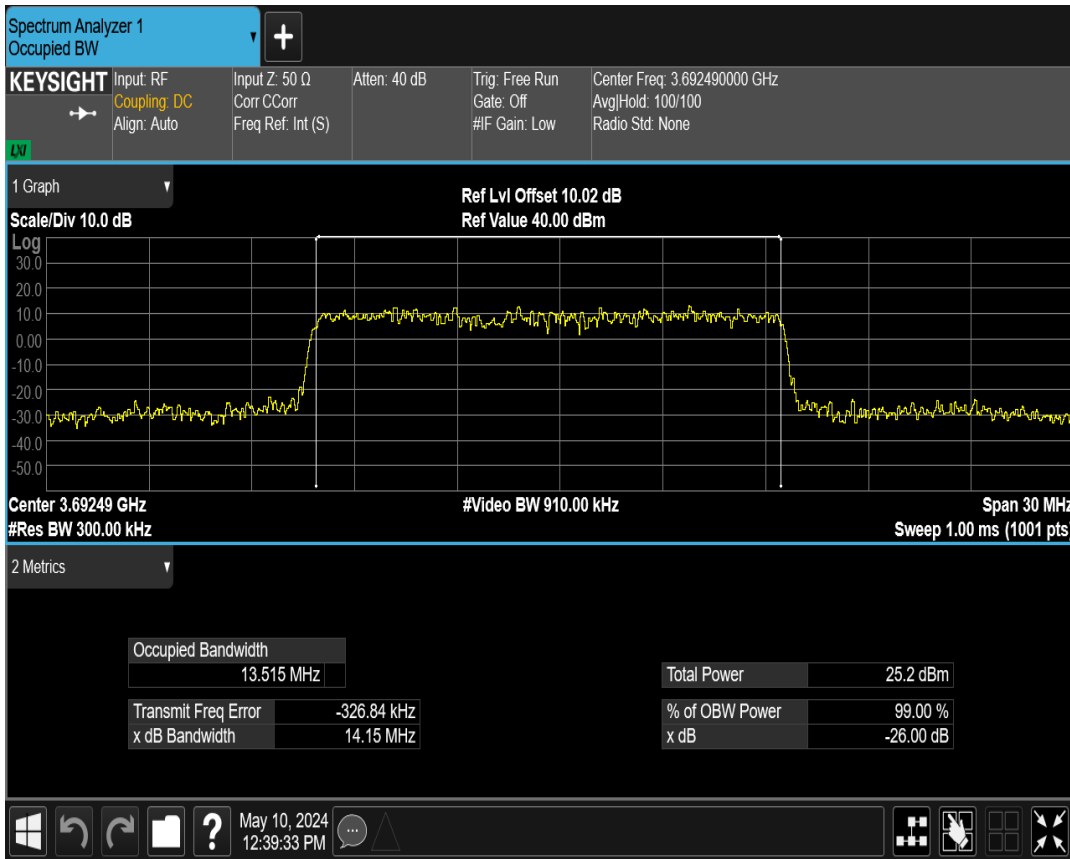 Spectrum Analyzer 1
Occupied BW
+
KEYSIGHT
LXI
Input: RF
Coupling: DC
Align: Auto
Input Z: 50 Ω
Corr CCorr
Freq Ref: Int (S)
Atten: 40 dB
Trig: Free Run
Gate: Off
#IF Gain: Low
Center Freq: 3.692490000 GHz
Avg|Hold: 100/100
Radio Std: None
1 Graph
Scale/Div 10.0 dB
Ref Lvl Offset 10.02 dB
Ref Value 40.00 dBm
Log
30.0
20.0
10.0
0.00
-10.0
-20.0
-30.0
-40.0
-50.0
Center 3.69249 GHz
#Video BW 910.00 kHz
Span 30 MHz
#Res BW 300.00 kHz
Sweep 1.00 ms (1001 pts)
2 Metrics
Occupied Bandwidth
13.515 MHz
Transmit Freq Error -326.84 kHz
x dB Bandwidth 14.15 MHz
Total Power 25.2 dBm
% of OBW Power 99.00 %
x dB -26.00 dB
?
May 10, 2024
12:39:33 PM